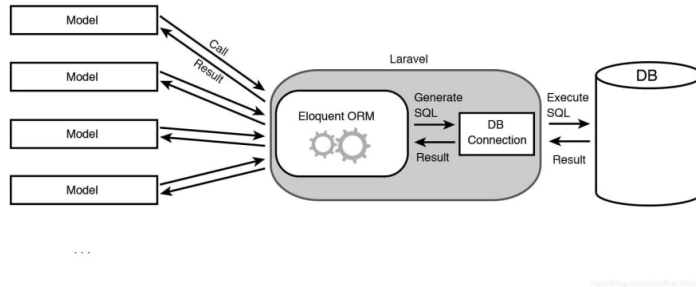 Model
Call
Result
Model
Model
Model
...
Laravel
Eloquent ORM
Generate
SQL
Result
DB
Connection
Execute
SQL
Result
DB